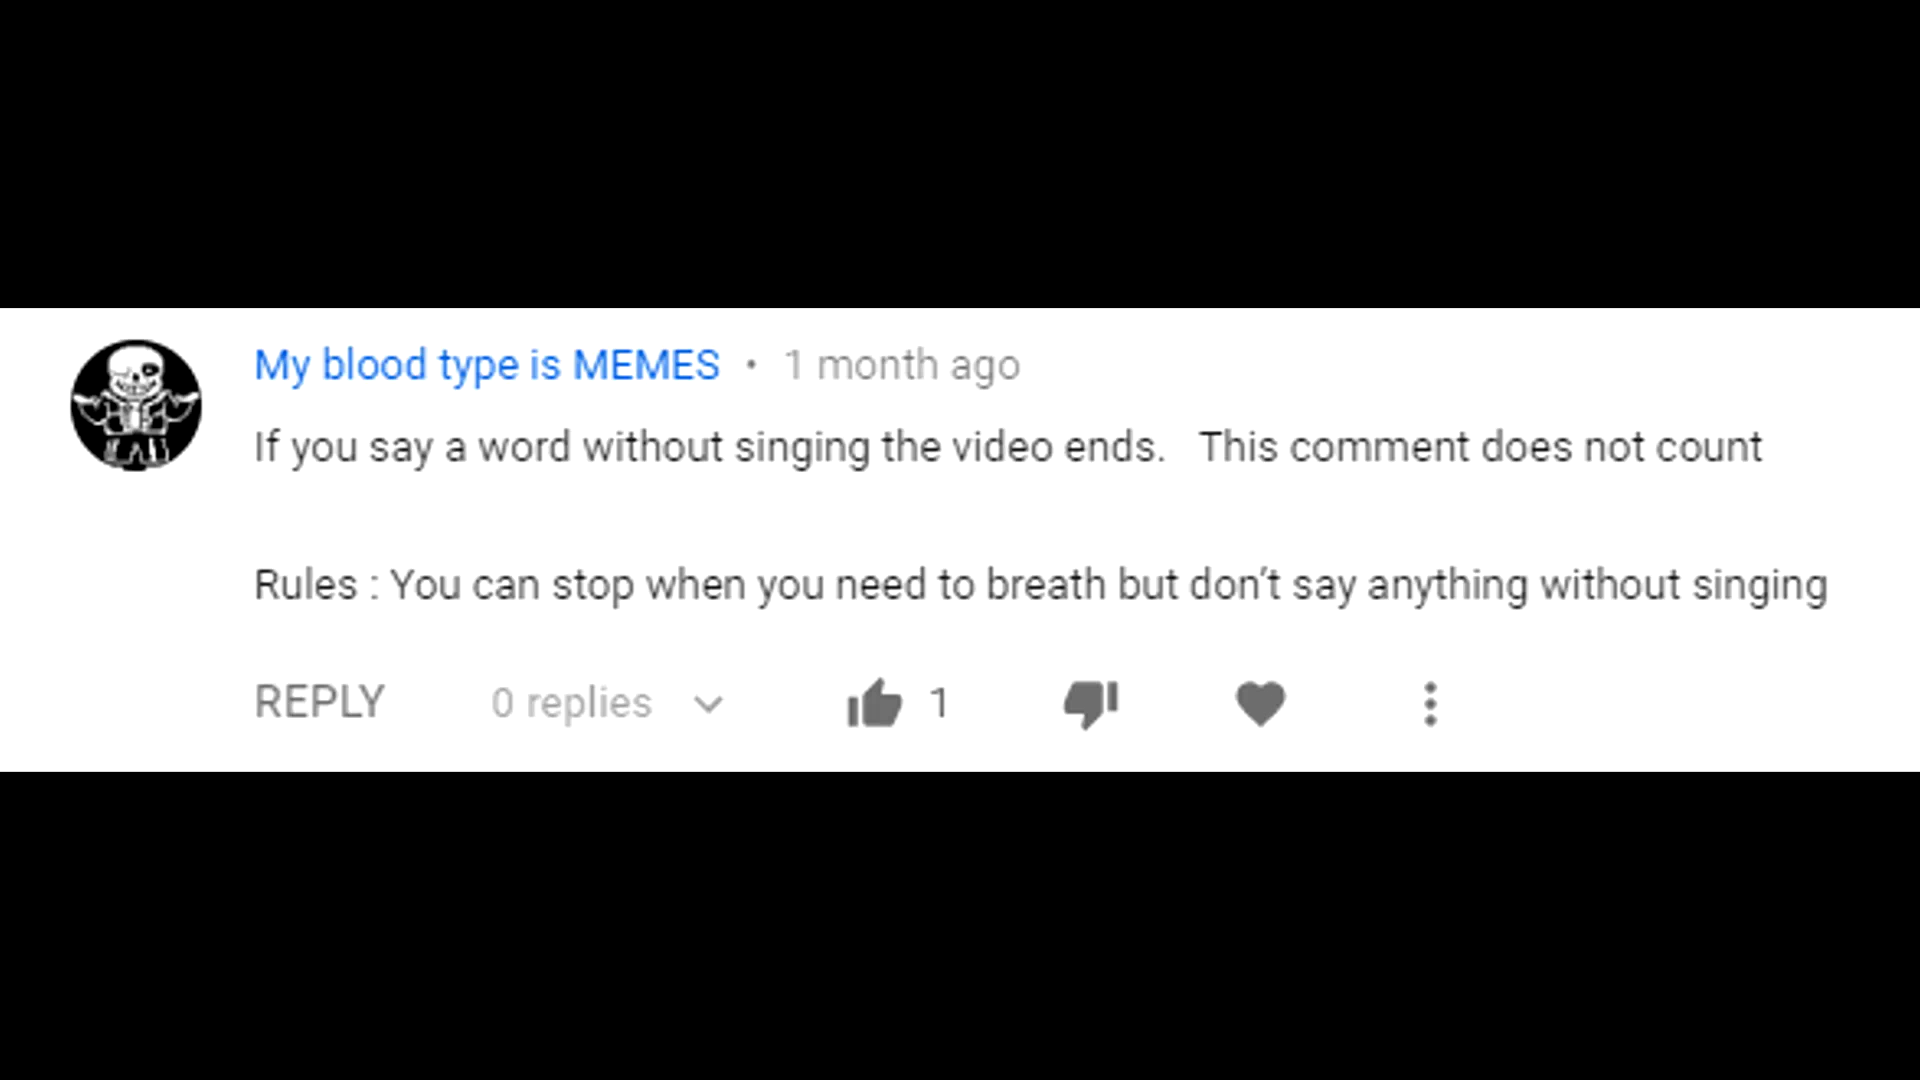 My blood type is MEMES • 1 month ago
If you say a word without singing the video ends.   This comment does not count
Rules : You can stop when you need to breath but don't say anything without singing
REPLY 0 replies 1